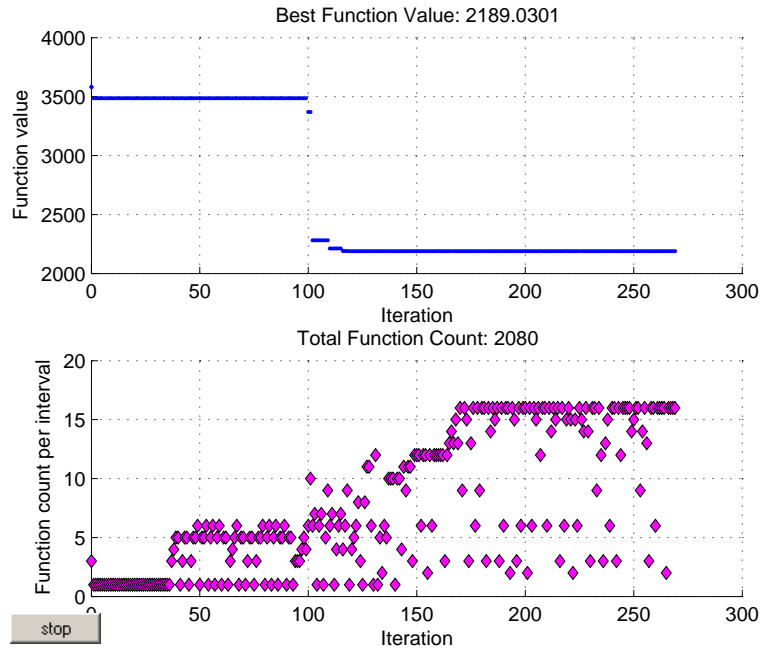 Best Function Value: 2189.0301
4000
3500
3000
2500
2000
Function value
0 50 100 150 200 250 300
Iteration
Total Function Count: 2080
20
15
10
5
0
Function count per interval
0 50 100 150 200 250 300
Iteration
stop